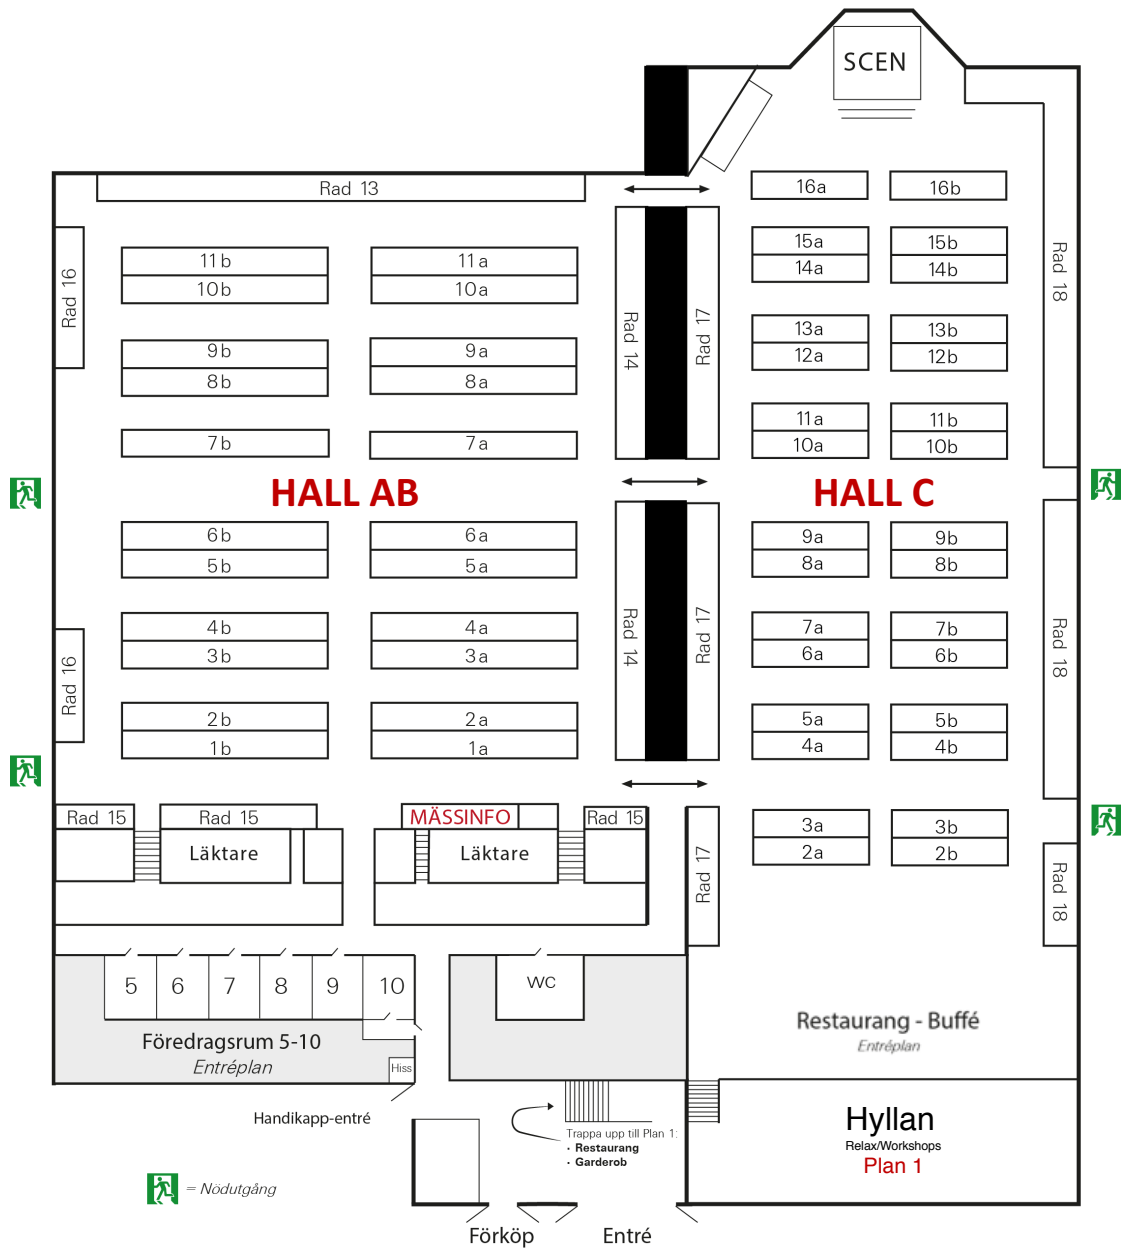 SCEN
Rad 13
16a
16b
Rad 16
11b
11a
10b
10a
15a
15b
14a
14b
Rad 18
Rad 14
Rad 17
13a
13b
12a
12b
9b
9a
8b
8a
7b
7a
11a
11b
10a
10b
HALL AB
HALL C
6b
6a
5b
5a
9a
9b
8a
8b
4b
4a
3b
3a
Rad 14
Rad 17
7a
7b
6a
6b
Rad 18
Rad 16
2b
2a
1b
1a
5a
5b
4a
4b
Rad 15
Rad 15
MÄSSINFO
Rad 15
3a
3b
2a
2b
Läktare
Läktare
Rad 17
Rad 18
5
6
7
8
9
10
WC
Föredragsrum 5-10
Entréplan
Hiss
Restaurang - Buffé
Entréplan
Handikapp-entré
Trappa upp till Plan 1:
· Restaurang
· Garderob
Hyllan
Relax/Workshops
Plan 1
= Nödutgång
Förköp
Entré